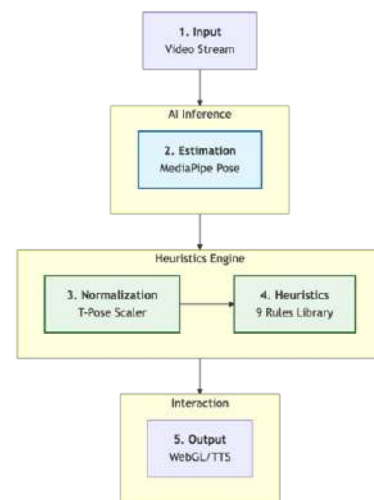 1. Input
Video Stream
AI Inference
2. Estimation
MediaPipe Pose
Heuristics Engine
3. Normalization
T-Pose Scaler
4. Heuristics
9 Rules Library
Interaction
5. Output
WebGL/TTS